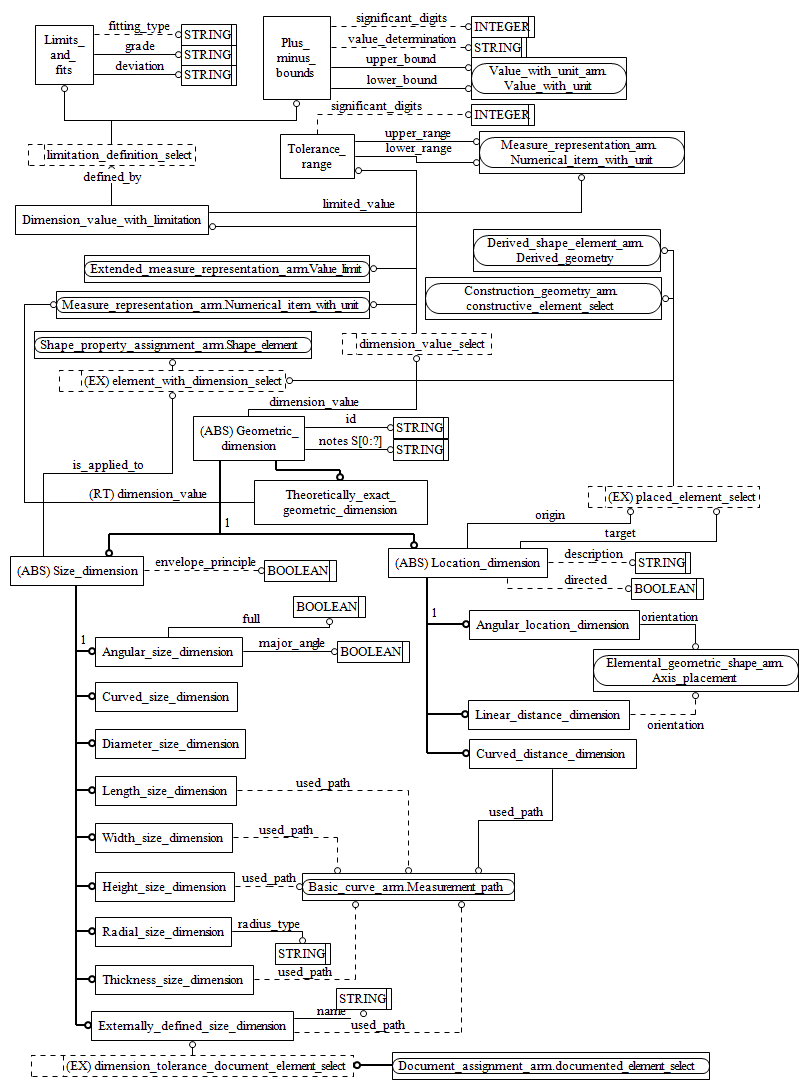 fitting_type
STRING
Limits_
and_
fits
grade
STRING
deviation
STRING
Plus_
minus_
bounds
significant_digits
INTEGER
value_determination
STRING
upper_bound
lower_bound
Value_with_unit_arm.
Value_with_unit
significant_digits
INTEGER
limitation_definition_select
defined_by
Tolerance_
range
upper_range
lower_range
Measure_representation_arm.
Numerical_item_with_unit
Dimension_value_with_limitation
limited_value
Derived_shape_element_arm.
Derived_geometry
Extended_measure_representation_arm.Value_limit
Construction_geometry_arm.
constructive_element_select
Measure_representation_arm.Numerical_item_with_unit
Shape_property_assignment_arm.Shape_element
dimension_value_select
(EX) element_with_dimension_select
dimension_value
(ABS) Geometric_
dimension
id
STRING
notes S[0:?]
STRING
is_applied_to
(RT) dimension_value
Theoretically_exact_
geometric_dimension
(EX) placed_element_select
1
origin
target
(ABS) Size_dimension
envelope_principle
BOOLEAN
(ABS) Location_dimension
description
STRING
directed
BOOLEAN
BOOLEAN
full
1
Angular_size_dimension
major_angle
BOOLEAN
1
Angular_location_dimension
orientation
Elemental_geometric_shape_arm.
Axis_placement
Curved_size_dimension
Linear_distance_dimension
orientation
Diameter_size_dimension
Curved_distance_dimension
Length_size_dimension
used_path
used_path
Width_size_dimension
used_path
Height_size_dimension
used_path
Basic_curve_arm.Measurement_path
Radial_size_dimension
radius_type
STRING
Thickness_size_dimension
used_path
STRING
name
Externally_defined_size_dimension
used_path
(EX) dimension_tolerance_document_element_select
Document_assignment_arm.documented_element_select